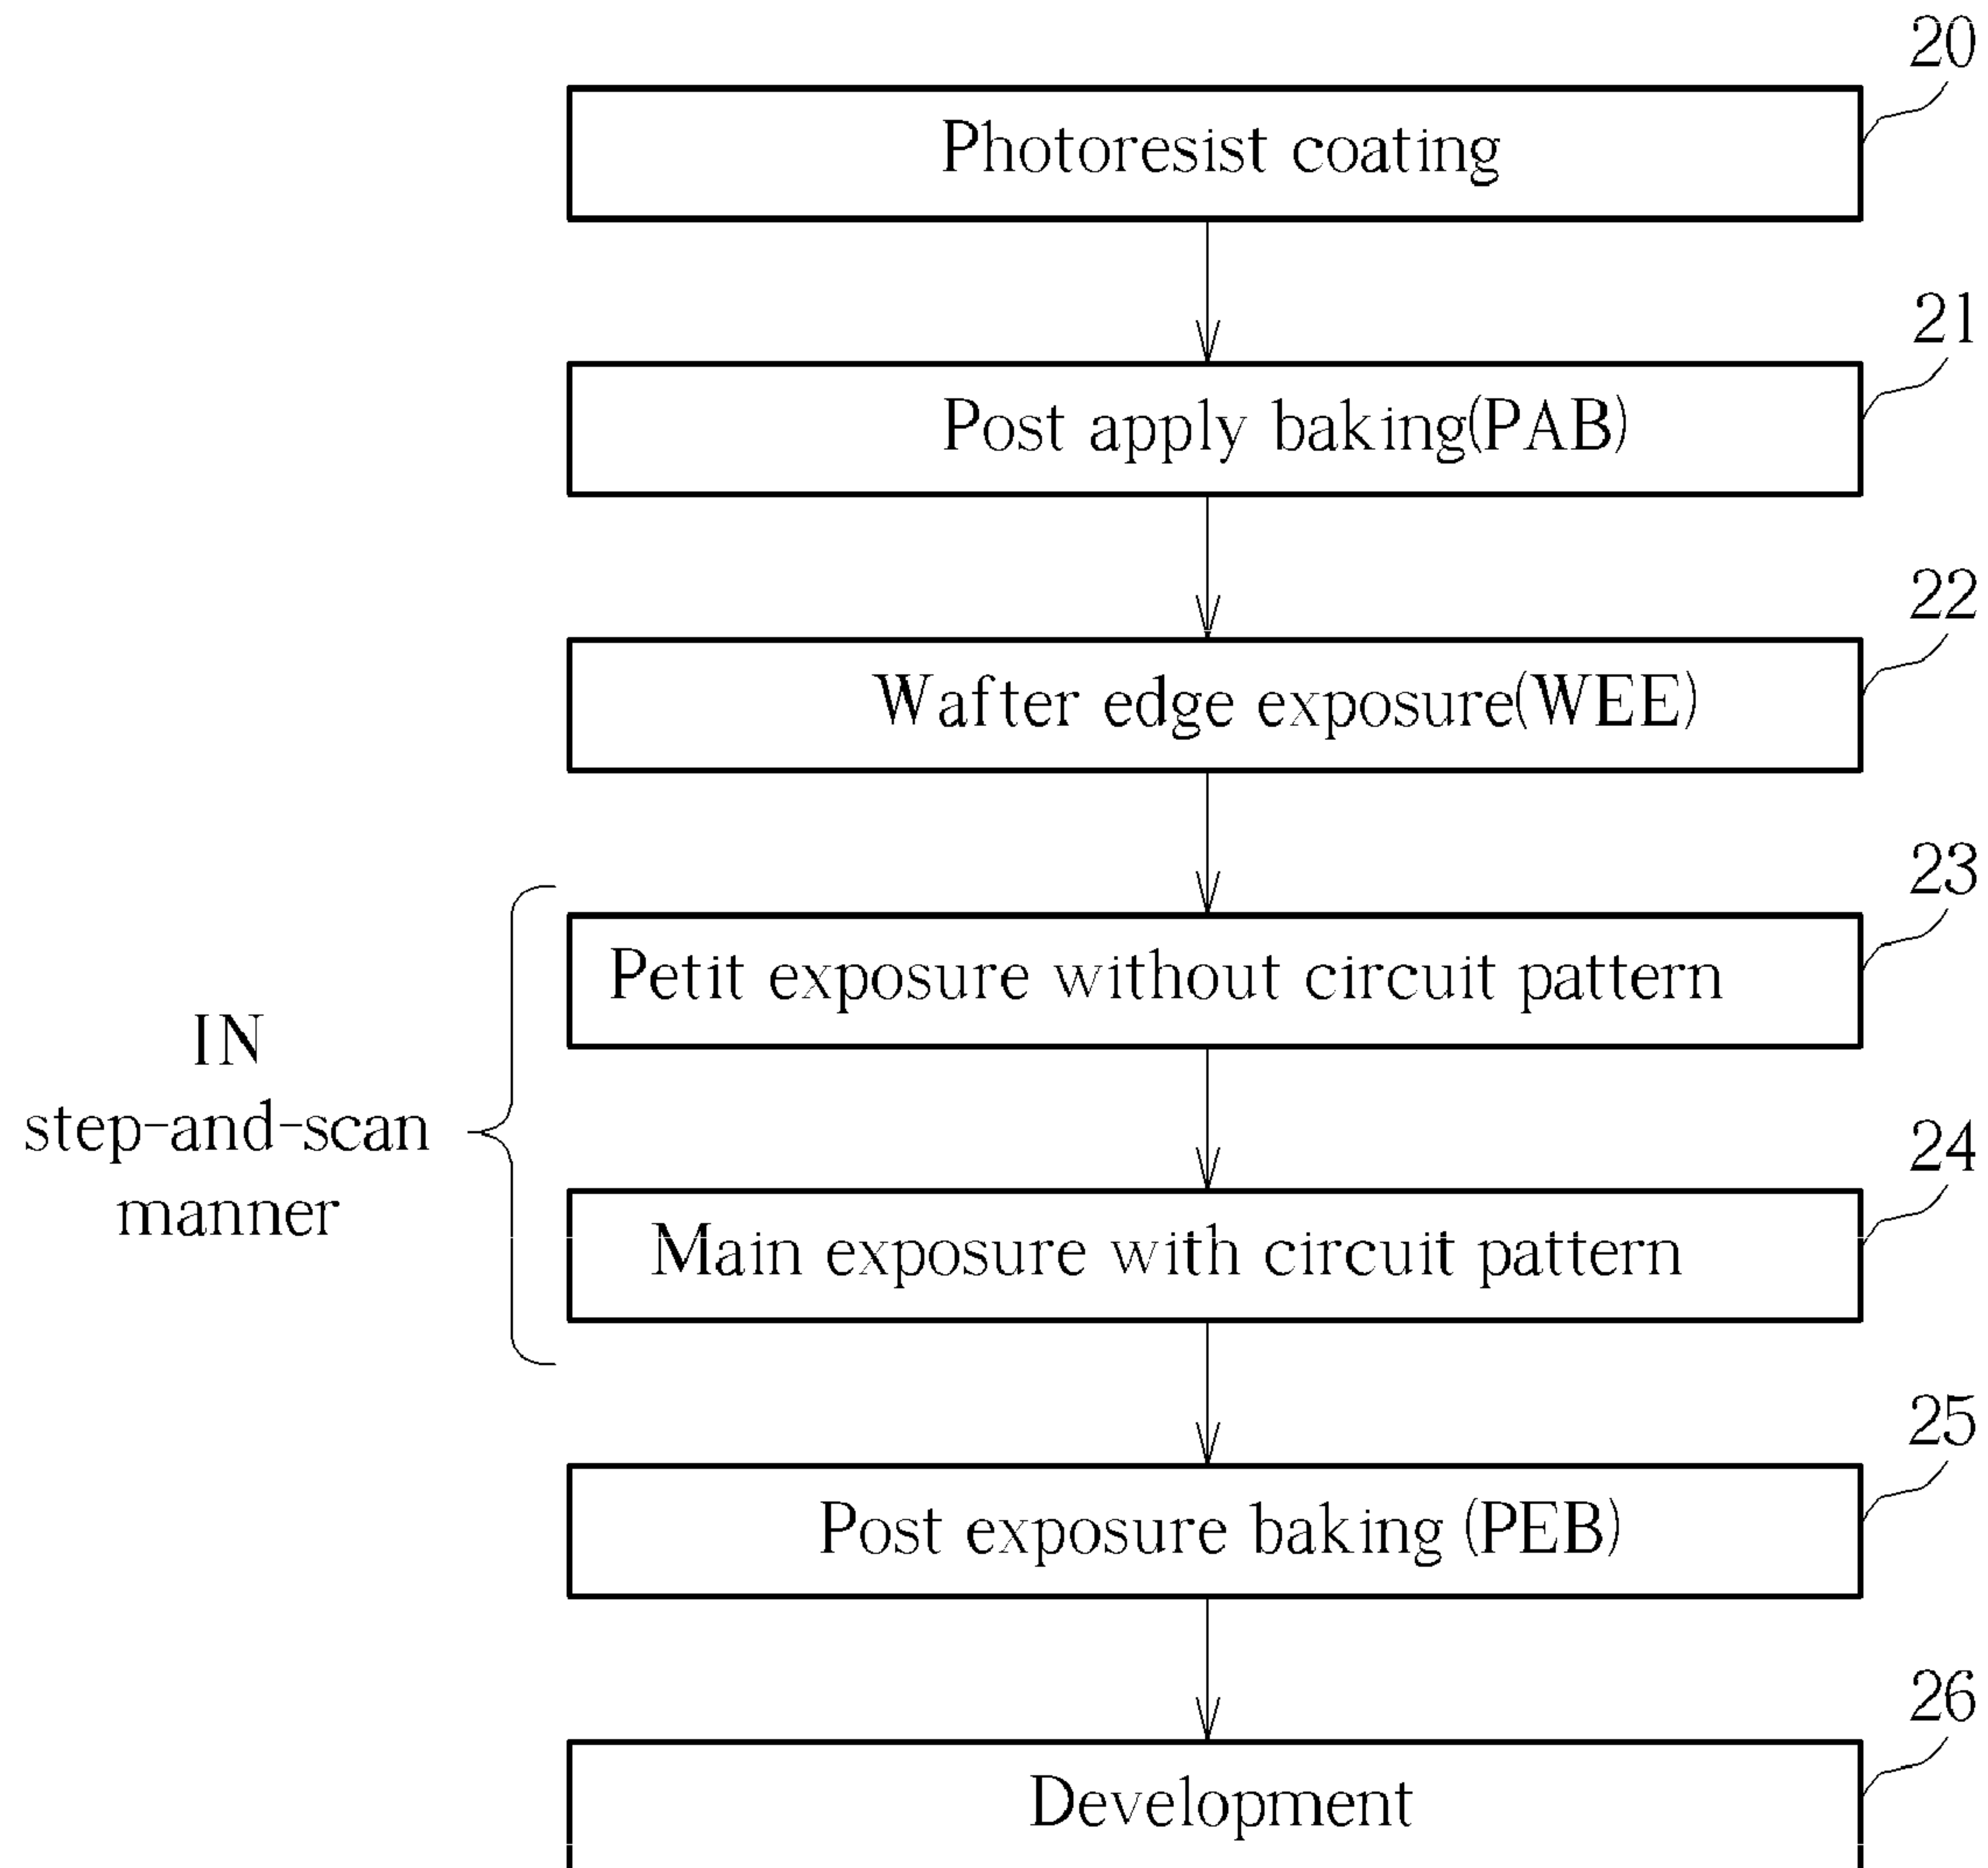 20
Photoresist coating
21
Post apply baking(PAB)
22
Wafter edge exposure(WEE)
23
Petit exposure without circuit pattern
IN
step-and-scan
manner
24
Main exposure with circuit pattern
25
Post exposure baking (PEB)
26
Development